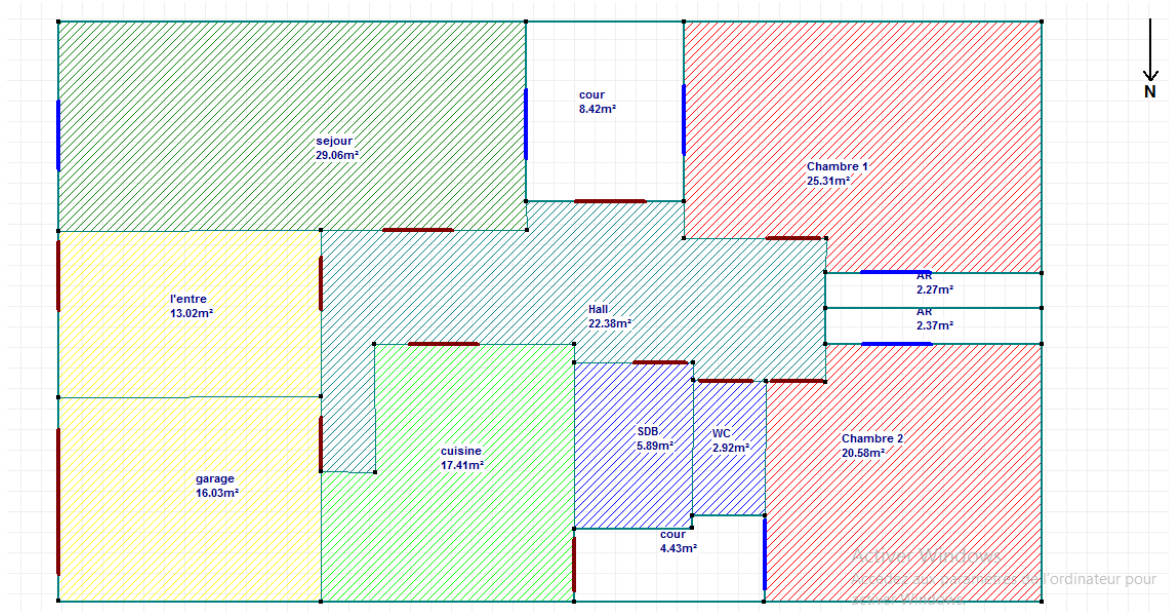 cour
8.42m²
N
sejour
29.06m²
Chambre 1
25.31m²
AR
2.27m²
l'entre
13.02m²
Hall
22.38m²
AR
2.37m²
SDB
5.89m²
WC
2.92m²
Chambre 2
20.58m²
cuisine
17.41m²
garage
16.03m²
cour
4.43m²
Activer Windows
Accédez aux paramètres de l'ordinateur pour
activer Windows.